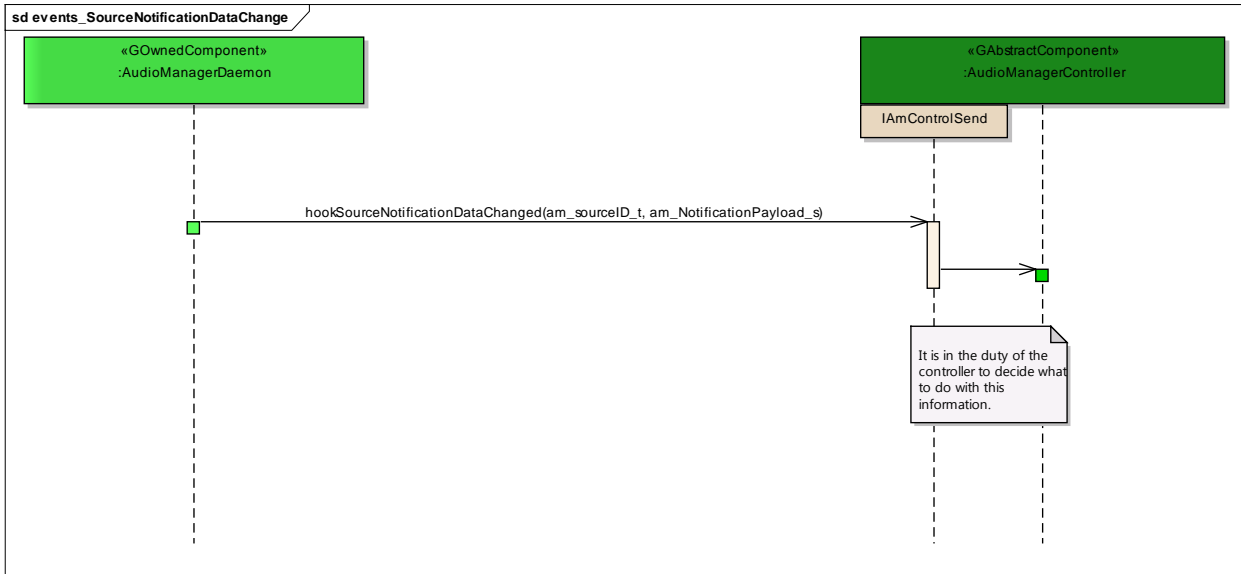 sd events_SourceNotificationDataChange
«GOwnedComponent»
:AudioManagerDaemon
«GAbstractComponent»
:AudioManagerController
IAmControlSend
hookSourceNotificationDataChanged(am_sourceID_t, am_NotificationPayload_s)
It is in the duty of the
controller to decide what
to do with this
information.